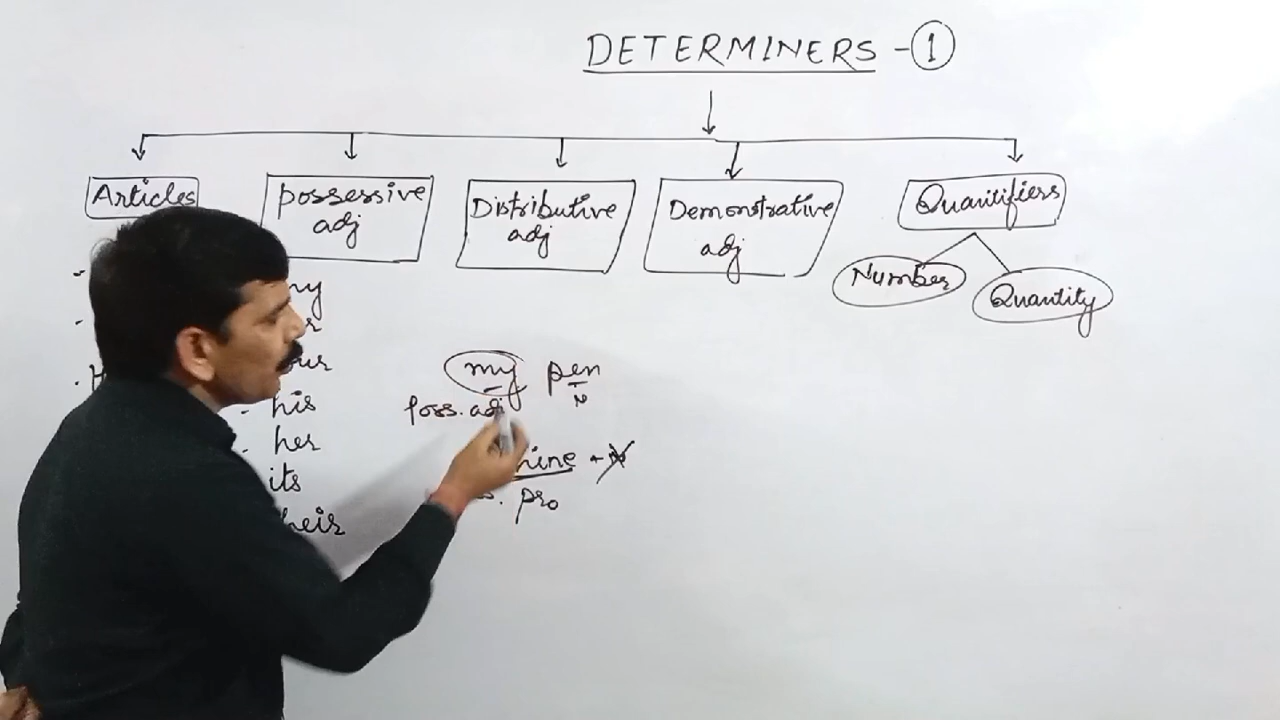 DETERMINERS - 1
Articles
Possessive
adj
Distributive
adj
Demonstrative
adj
Quantifiers
Number
Quantity
my
his
her
its
my pen
Poss. adj N
+ N
pro